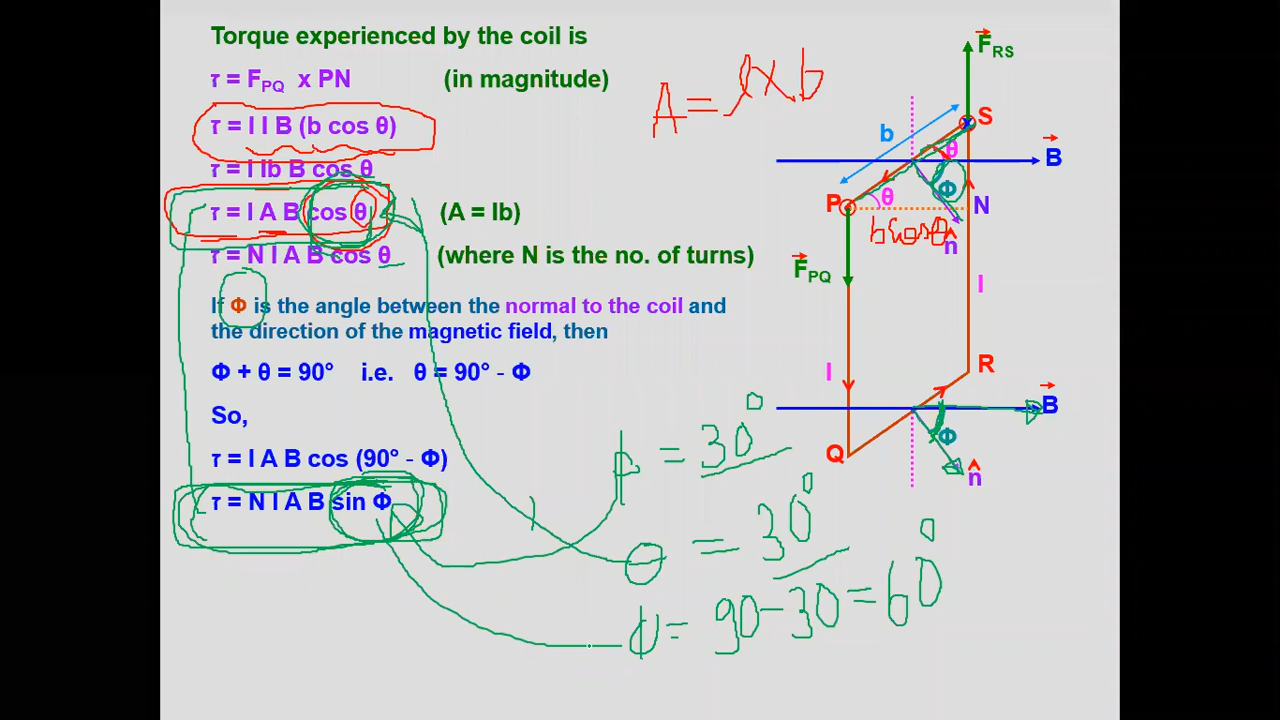 Torque experienced by the coil is
τ = F_PQ x PN (in magnitude)
τ = I l B (b cos θ)
τ = I lb B cos θ
τ = I A B cos θ (A = lb)
τ = N I A B cos θ (where N is the no. of turns)
If Φ is the angle between the normal to the coil and
the direction of the magnetic field, then
Φ + θ = 90° i.e. θ = 90° - Φ
So,
τ = I A B cos (90° - Φ)
τ = N I A B sin Φ
A = l x b
= 30°
θ = 30°
φ = 90 - 30 = 60°
F_RS
S
b
θ
B
Φ
P
θ
N
b cos θ
n̂
F_PQ
l
l
R
B
Φ
Q
n̂